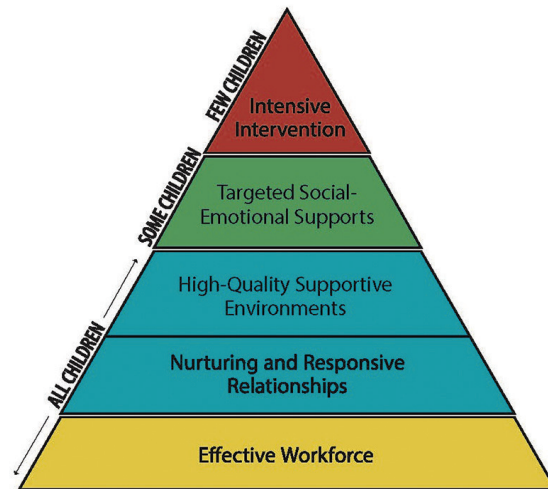 FEW CHILDREN
Intensive
Intervention
SOME CHILDREN
Targeted Social-
Emotional Supports
ALL CHILDREN
High-Quality Supportive
Environments
Nurturing and Responsive
Relationships
Effective Workforce